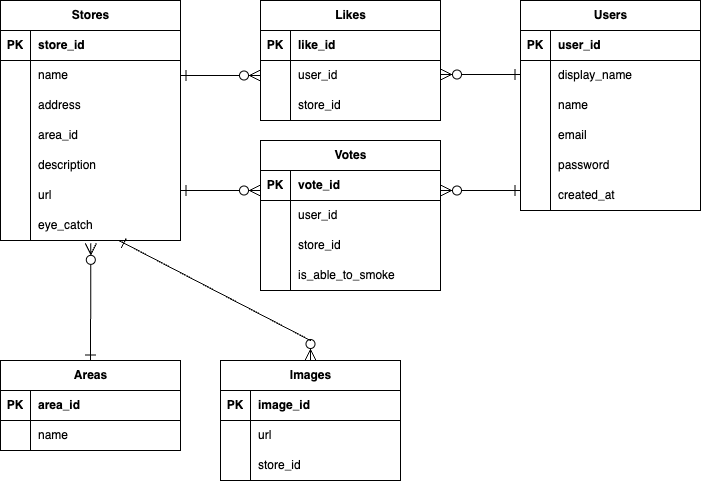 Stores
PK store_id
name
address
area_id
description
url
eye_catch
Likes
PK like_id
user_id
store_id
Users
PK user_id
display_name
name
email
password
created_at
Votes
PK vote_id
user_id
store_id
is_able_to_smoke
Areas
PK area_id
name
Images
PK image_id
url
store_id